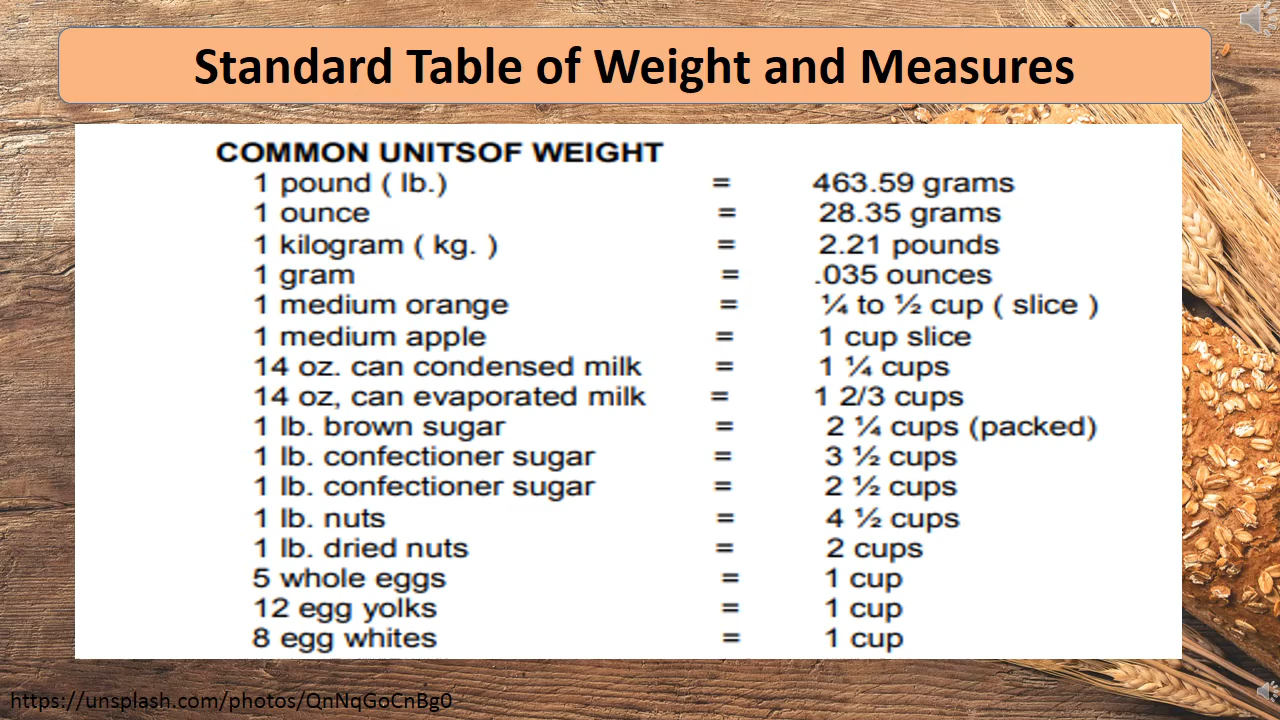 Standard Table of Weight and Measures
COMMON UNITSOF WEIGHT
1 pound ( lb.) = 463.59 grams
1 ounce = 28.35 grams
1 kilogram ( kg. ) = 2.21 pounds
1 gram = .035 ounces
1 medium orange = ¼ to ½ cup ( slice )
1 medium apple = 1 cup slice
14 oz. can condensed milk = 1 ¼ cups
14 oz, can evaporated milk = 1 2/3 cups
1 lb. brown sugar = 2 ¼ cups (packed)
1 lb. confectioner sugar = 3 ½ cups
1 lb. confectioner sugar = 2 ½ cups
1 lb. nuts = 4 ½ cups
1 lb. dried nuts = 2 cups
5 whole eggs = 1 cup
12 egg yolks = 1 cup
8 egg whites = 1 cup
https://unsplash.com/photos/QnNqGoCnBg0